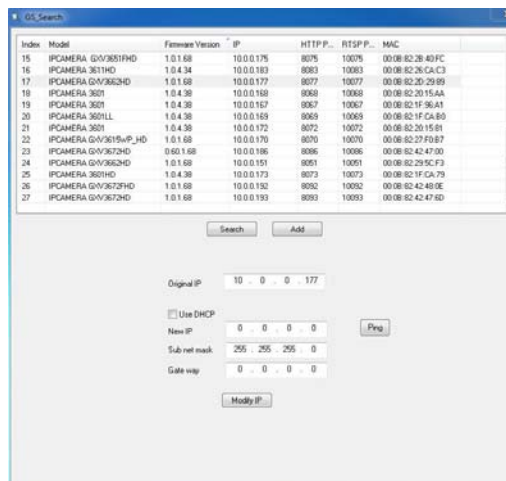 GS_Search
Index Model Firmware Version IP HTTP P... RTSP P... MAC
15 IPCAMERA GXV3651FHD 1.0.1.68 10.0.0.175 8075 10075 00:0B:82:2B:40:FC
16 IPCAMERA 3611HD 1.0.4.34 10.0.0.183 8083 10083 00:0B:82:26:CA:C3
17 IPCAMERA GXV3662HD 1.0.1.68 10.0.0.177 8077 10077 00:0B:82:2D:29:89
18 IPCAMERA 3601 1.0.4.38 10.0.0.168 8068 10068 00:0B:82:20:15:AA
19 IPCAMERA 3601 1.0.4.38 10.0.0.167 8067 10067 00:0B:82:1F:96:A1
20 IPCAMERA 3601LL 1.0.4.38 10.0.0.169 8069 10069 00:0B:82:1F:CA:B0
21 IPCAMERA 3601 1.0.4.38 10.0.0.172 8072 10072 00:0B:82:20:15:81
22 IPCAMERA GXV3615WP_HD 1.0.1.68 10.0.0.170 8070 10070 00:0B:82:27:F0:B7
23 IPCAMERA GXV3672HD 0.60.1.68 10.0.0.186 8086 10086 00:0B:82:42:47:00
24 IPCAMERA GXV3662HD 1.0.1.68 10.0.0.151 8051 10051 00:0B:82:29:5C:F3
25 IPCAMERA 3601HD 1.0.4.38 10.0.0.173 8073 10073 00:0B:82:1F:CA:79
26 IPCAMERA GXV3672FHD 1.0.1.68 10.0.0.192 8092 10092 00:0B:82:42:48:0E
27 IPCAMERA GXV3672HD 1.0.1.68 10.0.0.193 8093 10093 00:0B:82:42:47:6D
Search Add
Original IP 10 . 0 . 0 . 177
Use DHCP
New IP 0 . 0 . 0 . 0 Ping
Sub net mask 255 . 255 . 255 . 0
Gate way 0 . 0 . 0 . 0
Modify IP